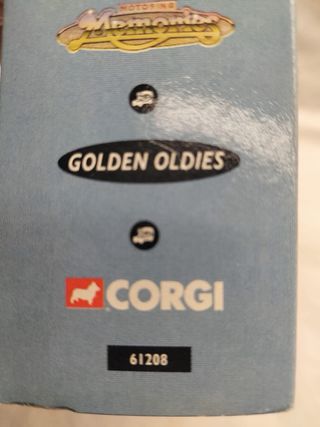 MOTORING
Memories
GOLDEN OLDIES
CORGI
61208